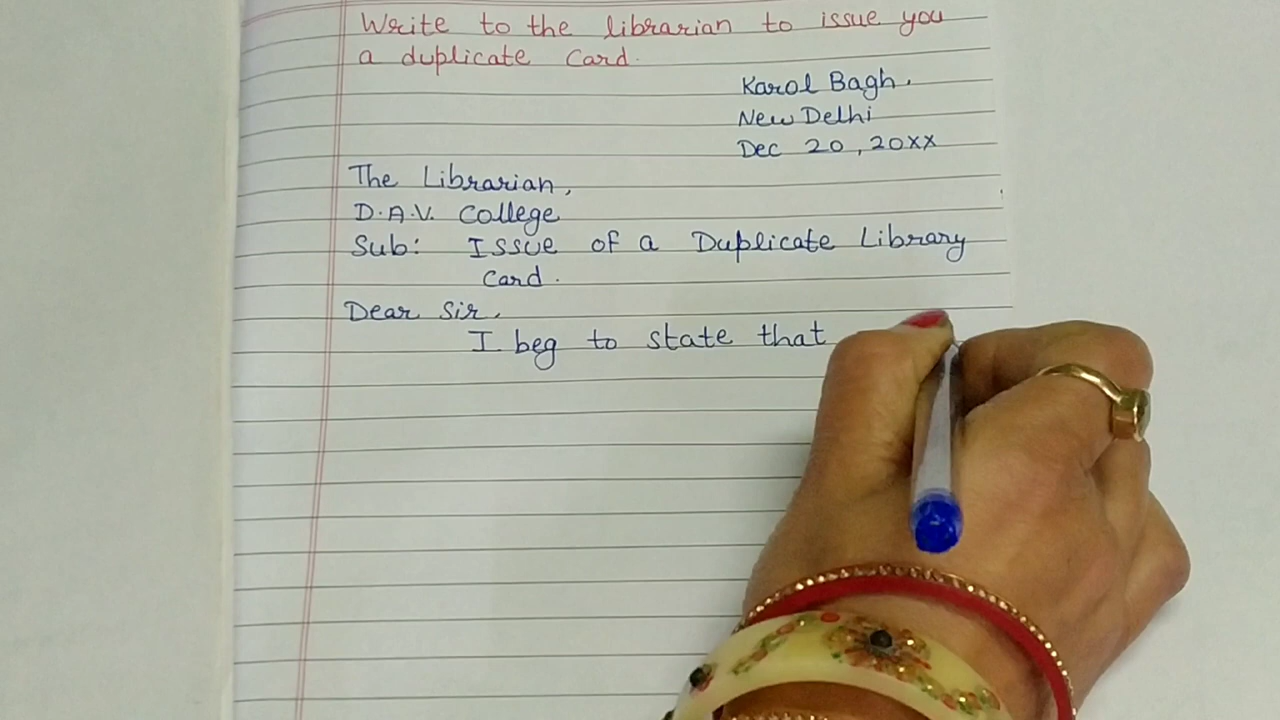 Write to the librarian to issue you
a duplicate Card.
Karol Bagh.
New Delhi
Dec 20, 20xx
The Librarian,
D.A.V. College
Sub: Issue of a Duplicate Library
Card.
Dear Sir,
I beg to state that